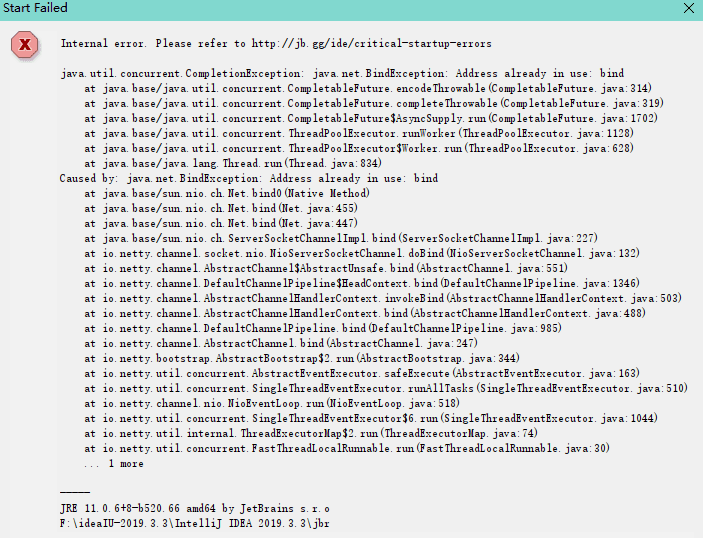 Start Failed
Internal error. Please refer to http://jb.gg/ide/critical-startup-errors
java.util.concurrent.CompletionException: java.net.BindException: Address already in use: bind
at java.base/java.util.concurrent.CompletableFuture.encodeThrowable(CompletableFuture.java:314)
at java.base/java.util.concurrent.CompletableFuture.completeThrowable(CompletableFuture.java:319)
at java.base/java.util.concurrent.CompletableFuture$AsyncSupply.run(CompletableFuture.java:1702)
at java.base/java.util.concurrent.ThreadPoolExecutor.runWorker(ThreadPoolExecutor.java:1128)
at java.base/java.util.concurrent.ThreadPoolExecutor$Worker.run(ThreadPoolExecutor.java:628)
at java.base/java.lang.Thread.run(Thread.java:834)
Caused by: java.net.BindException: Address already in use: bind
at java.base/sun.nio.ch.Net.bind0(Native Method)
at java.base/sun.nio.ch.Net.bind(Net.java:455)
at java.base/sun.nio.ch.Net.bind(Net.java:447)
at java.base/sun.nio.ch.ServerSocketChannelImpl.bind(ServerSocketChannelImpl.java:227)
at io.netty.channel.socket.nio.NioServerSocketChannel.doBind(NioServerSocketChannel.java:132)
at io.netty.channel.AbstractChannel$AbstractUnsafe.bind(AbstractChannel.java:551)
at io.netty.channel.DefaultChannelPipeline$HeadContext.bind(DefaultChannelPipeline.java:1346)
at io.netty.channel.AbstractChannelHandlerContext.invokeBind(AbstractChannelHandlerContext.java:503)
at io.netty.channel.AbstractChannelHandlerContext.bind(AbstractChannelHandlerContext.java:488)
at io.netty.channel.DefaultChannelPipeline.bind(DefaultChannelPipeline.java:985)
at io.netty.channel.AbstractChannel.bind(AbstractChannel.java:247)
at io.netty.bootstrap.AbstractBootstrap$2.run(AbstractBootstrap.java:344)
at io.netty.util.concurrent.AbstractEventExecutor.safeExecute(AbstractEventExecutor.java:163)
at io.netty.util.concurrent.SingleThreadEventExecutor.runAllTasks(SingleThreadEventExecutor.java:510)
at io.netty.channel.nio.NioEventLoop.run(NioEventLoop.java:518)
at io.netty.util.concurrent.SingleThreadEventExecutor$6.run(SingleThreadEventExecutor.java:1044)
at io.netty.util.internal.ThreadExecutorMap$2.run(ThreadExecutorMap.java:74)
at io.netty.util.concurrent.FastThreadLocalRunnable.run(FastThreadLocalRunnable.java:30)
... 1 more
-----
JRE 11.0.6+8-b520.66 amd64 by JetBrains s.r.o
F:\ideaIU-2019.3.3\IntelliJ IDEA 2019.3.3\jbr